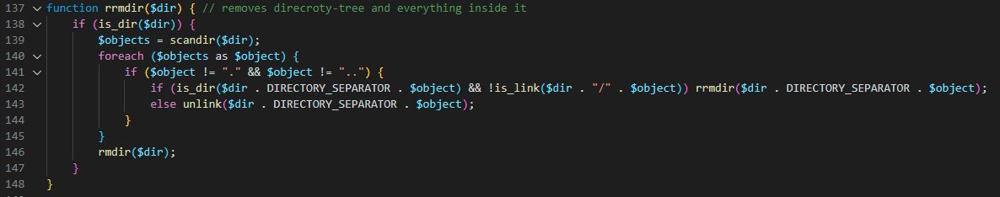 137 function rrmdir($dir) { // removes direcroty-tree and everything inside it
138 if (is_dir($dir)) {
139 $objects = scandir($dir);
140 foreach ($objects as $object) {
141 if ($object != "." && $object != "..") {
142 if (is_dir($dir . DIRECTORY_SEPARATOR . $object) && !is_link($dir . "/" . $object)) rrmdir($dir . DIRECTORY_SEPARATOR . $object);
143 else unlink($dir . DIRECTORY_SEPARATOR . $object);
144 }
145 }
146 rmdir($dir);
147 }
148 }